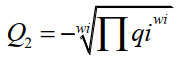 Q₂ = −ʷⁱ√∏qiʷⁱ